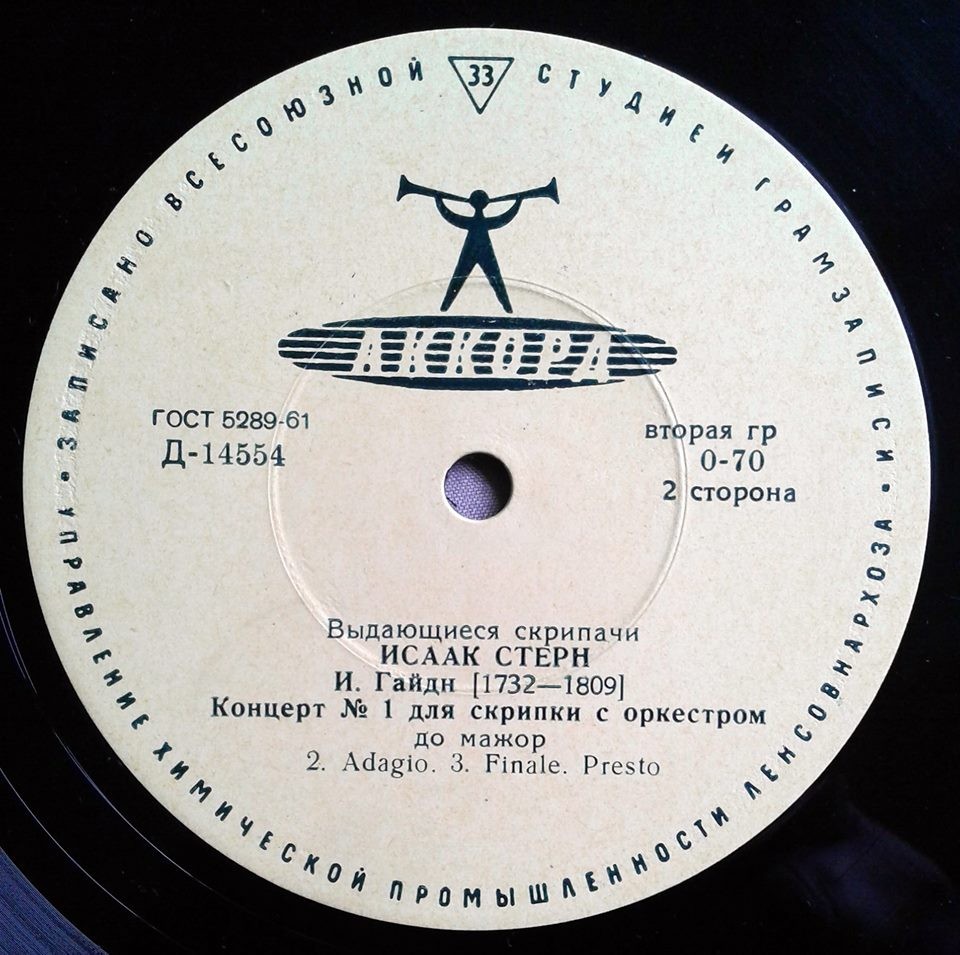 ЗАПИСАНО ВСЕСОЮЗНОЙ 33 СТУДИЕЙ ГРАМЗАПИСИ
АККОРД
ГОСТ 5289-61
Д-14554
вторая гр
0-70
2 сторона
Выдающиеся скрипачи
ИСААК СТЕРН
И. Гайдн [1732—1809]
Концерт № 1 для скрипки с оркестром
до мажор
2. Adagio. 3. Finale. Presto
• УПРАВЛЕНИЕ ХИМИЧЕСКОЙ ПРОМЫШЛЕННОСТИ ЛЕНСОВНАРХОЗА •